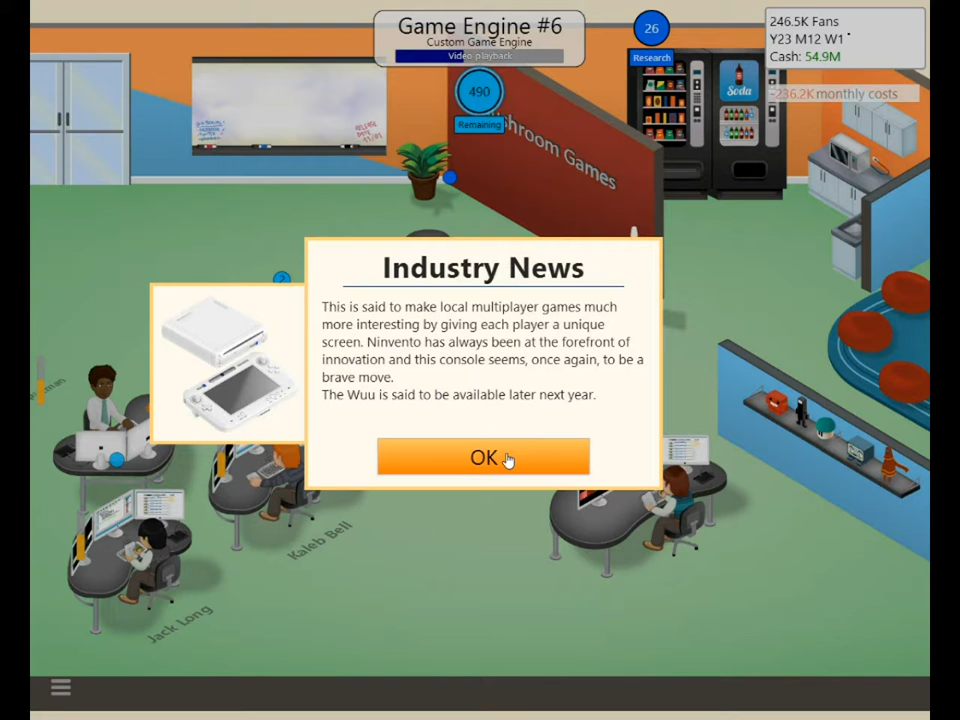 Game Engine #6
Custom Game Engine
Video playback
490
Remaining
26
Research
246.5K Fans
Y23 M12 W1
Cash: 54.9M
-236.2K monthly costs
Soda
RELEASE
shroom Games
Industry News
This is said to make local multiplayer games much
more interesting by giving each player a unique
screen. Ninvento has always been at the forefront of
innovation and this console seems, once again, to be a
brave move.
The Wuu is said to be available later next year.
OK
2
Kaleb Bell
Jack Long